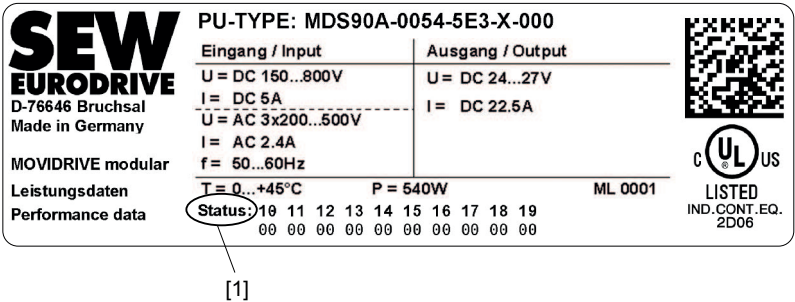 SEW
EURODRIVE
D-76646 Bruchsal
Made in Germany
MOVIDRIVE modular
Leistungsdaten
Performance data
PU-TYPE: MDS90A-0054-5E3-X-000
Eingang / Input
U = DC 150...800V
I = DC 5A
U = AC 3x200...500V
I = AC 2.4A
f = 50...60Hz
Ausgang / Output
U = DC 24...27V
I = DC 22.5A
T = 0...+45°C P = 540W ML 0001
Status: 10 11 12 13 14 15 16 17 18 19
00 00 00 00 00 00 00 00 00 00
C UL US
®
LISTED
IND.CONT.EQ.
2D06
[1]